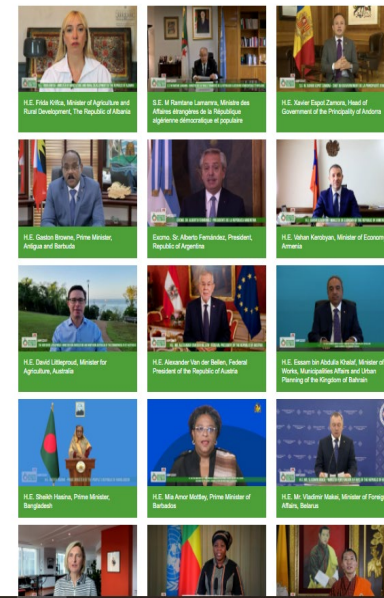 H.E. Frida Krifca, Minister of Agriculture and
Rural Development, The Republic of Albania
S.E. M Ramtane Lamamra, Ministre des
Affaires étrangères de la République
algérienne démocratique et populaire
H.E. Xavier Espot Zamora, Head of
Government of the Principality of Andorra
H.E. Gaston Browne, Prime Minister,
Antigua and Barbuda
Exsmo. Sr. Alberto Fernández, President,
Republic of Argentina
H.E. Vahan Kerobyan, Minister of Econom
Armenia
H.E. David Littleproud, Minister for
Agriculture, Australia
H.E. Alexander Van der Bellen, Federal
President of the Republic of Austria
H.E. Essam bin Abdulla Khalaf, Minister of
Works, Municipalities Affairs and Urban
Planning of the Kingdom of Bahrain
H.E. Sheikh Hasina, Prime Minister,
Bangladesh
H.E. Mia Amor Mottley, Prime Minister of
Barbados
H.E. Mr. Vladimir Makei, Minister of Foreign
Affairs, Belarus